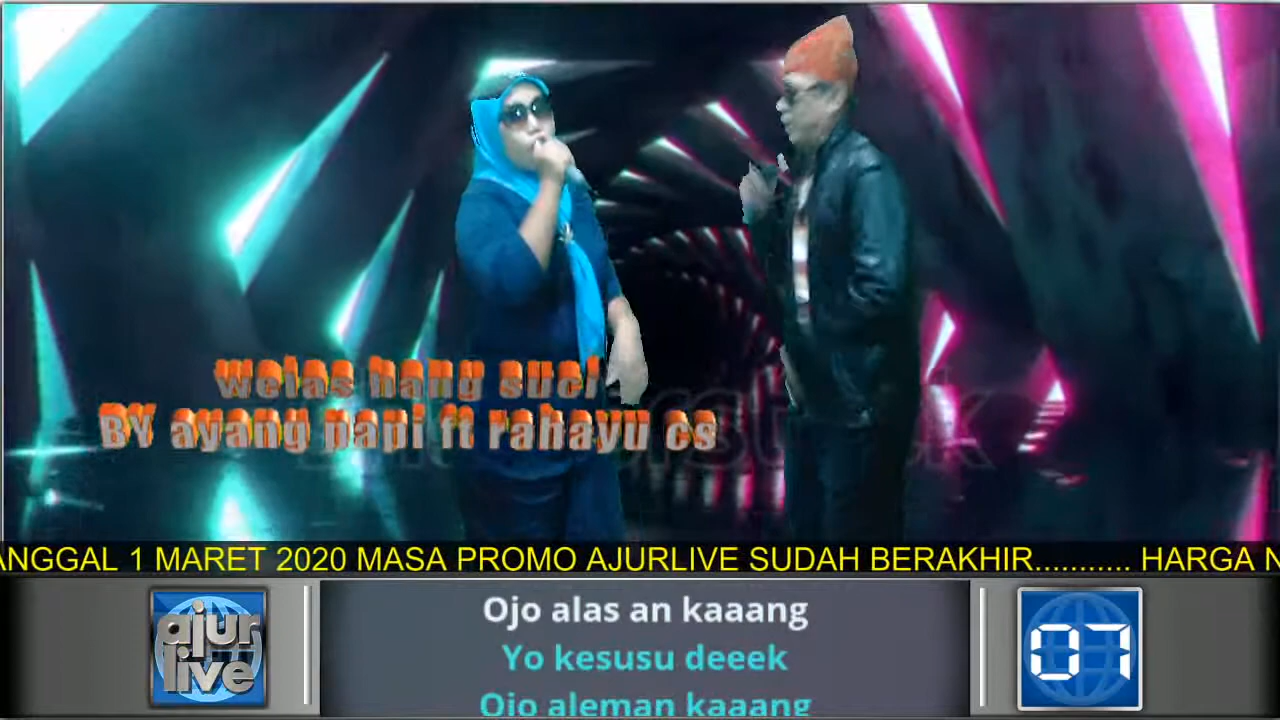 welas hang suci
BY ayang papi ft rahayu cs
ANGGAL 1 MARET 2020 MASA PROMO AJURLIVE SUDAH BERAKHIR........... HARGA N
ajur
live
Ojo alas an kaaang
Yo kesusu deeek
Ojo aleman kaaang
07